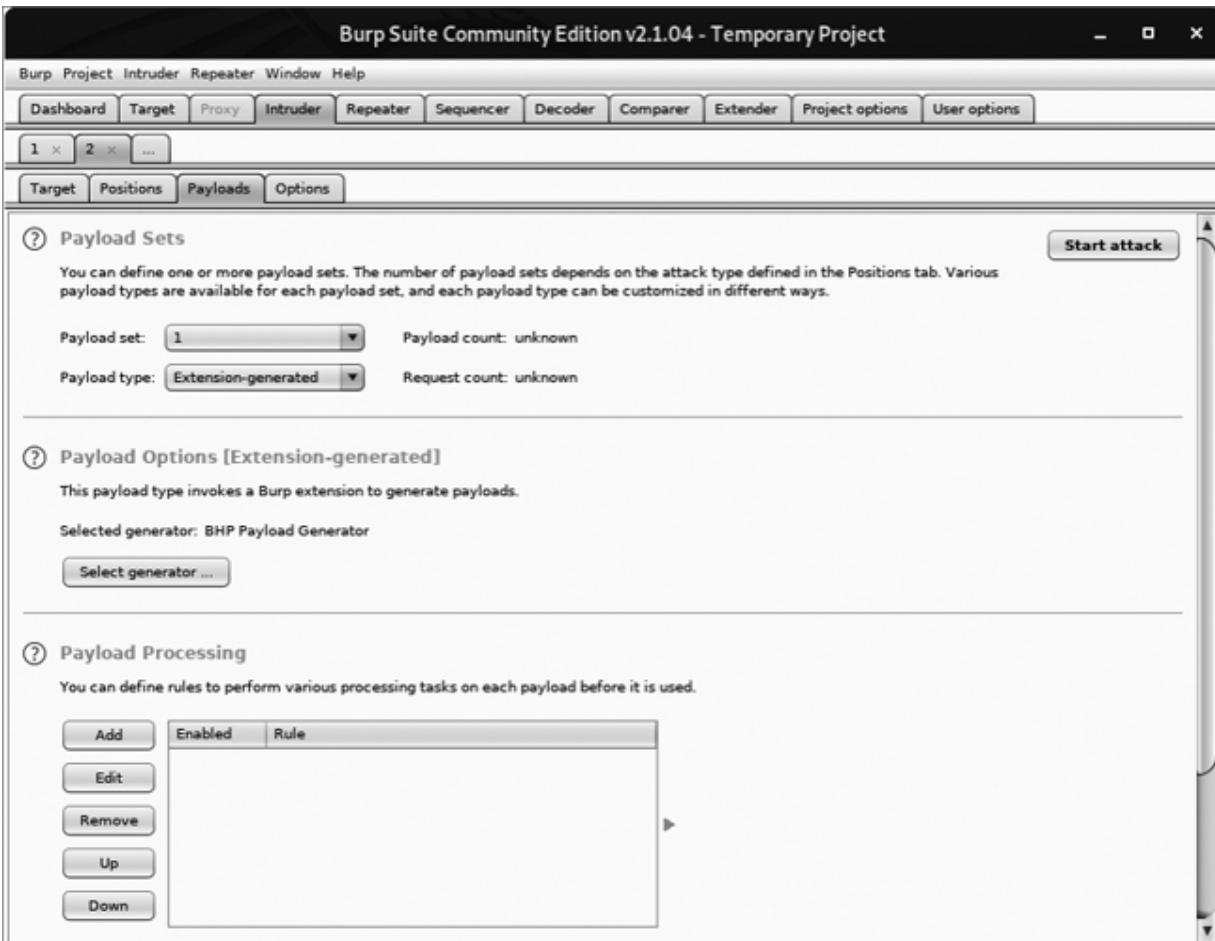 Burp Suite Community Edition v2.1.04 - Temporary Project
Burp Project Intruder Repeater Window Help
Dashboard Target Proxy Intruder Repeater Sequencer Decoder Comparer Extender Project options User options
1 × 2 × ...
Target Positions Payloads Options
? Payload Sets
Start attack
You can define one or more payload sets. The number of payload sets depends on the attack type defined in the Positions tab. Various
payload types are available for each payload set, and each payload type can be customized in different ways.
Payload set: 1 Payload count: unknown
Payload type: Extension-generated Request count: unknown
? Payload Options [Extension-generated]
This payload type invokes a Burp extension to generate payloads.
Selected generator: BHP Payload Generator
Select generator ...
? Payload Processing
You can define rules to perform various processing tasks on each payload before it is used.
Add Enabled Rule
Edit
Remove
Up
Down